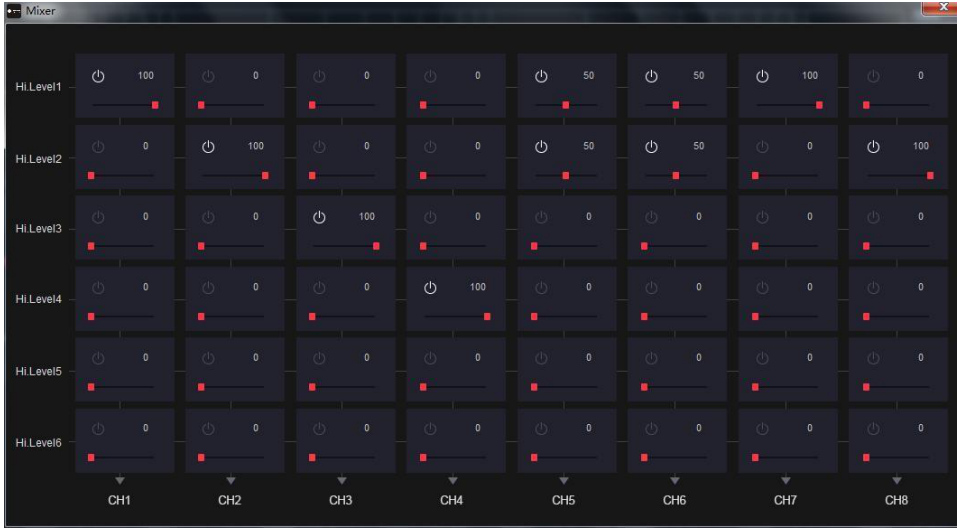 Mixer
Hi.Level1 100 0 0 0 50 50 100 0
Hi.Level2 0 100 0 0 50 50 0 100
Hi.Level3 0 0 100 0 0 0 0 0
Hi.Level4 0 0 0 100 0 0 0 0
Hi.Level5 0 0 0 0 0 0 0 0
Hi.Level6 0 0 0 0 0 0 0 0
CH1 CH2 CH3 CH4 CH5 CH6 CH7 CH8